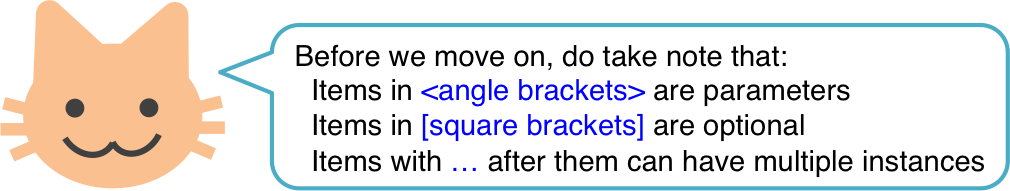 Before we move on, do take note that:
Items in <angle brackets> are parameters
Items in [square brackets] are optional
Items with … after them can have multiple instances